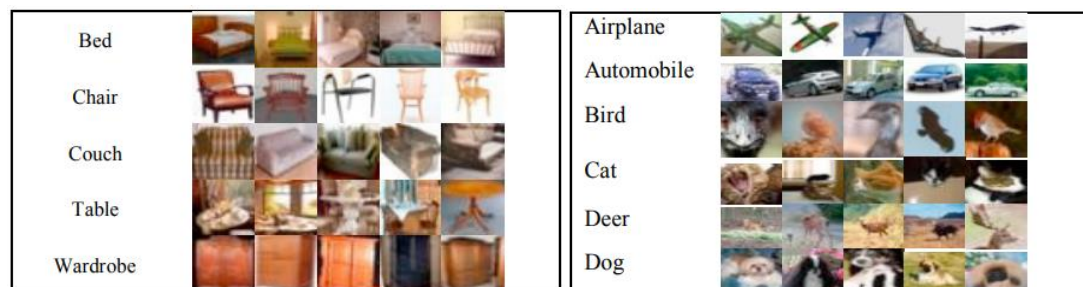 Bed
Chair
Couch
Table
Wardrobe
Airplane
Automobile
Bird
Cat
Deer
Dog